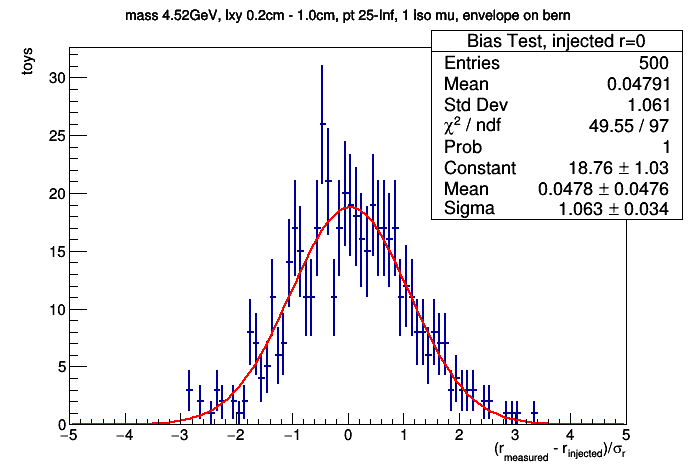 mass 4.52GeV, lxy 0.2cm - 1.0cm, pt 25-Inf, 1 Iso mu, envelope on bern
Bias Test, injected r=0
Entries 500
Mean 0.04791
Std Dev 1.061
χ² / ndf 49.55 / 97
Prob 1
Constant 18.76 ± 1.03
Mean 0.0478 ± 0.0476
Sigma 1.063 ± 0.034
toys
30
25
20
15
10
5
0
−5 −4 −3 −2 −1 0 1 2 3 4 5
(r_measured - r_injected)/σ_r